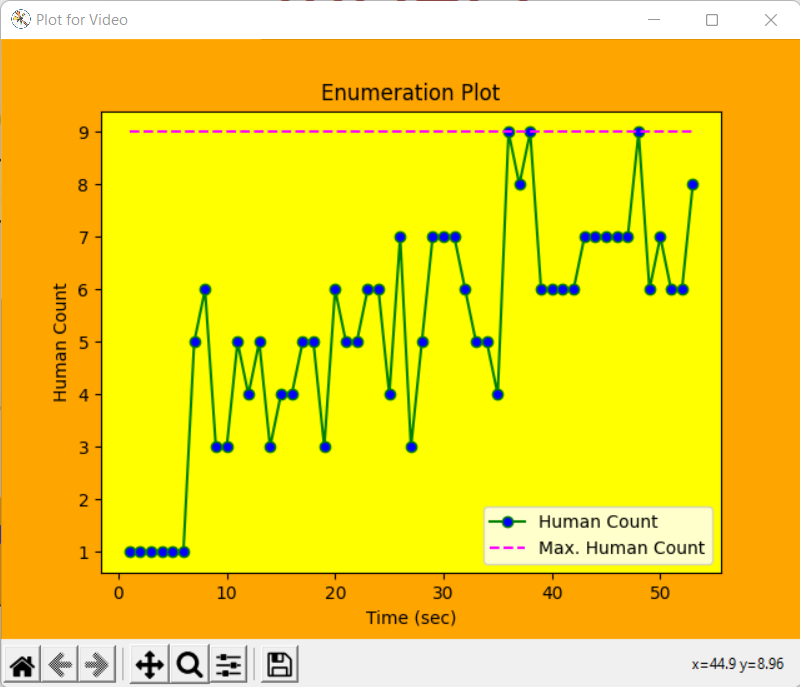 Plot for Video
Enumeration Plot
9
8
7
6
5
4
3
2
1
Human Count
0 10 20 30 40 50
Time (sec)
Human Count
Max. Human Count
x=44.9 y=8.96